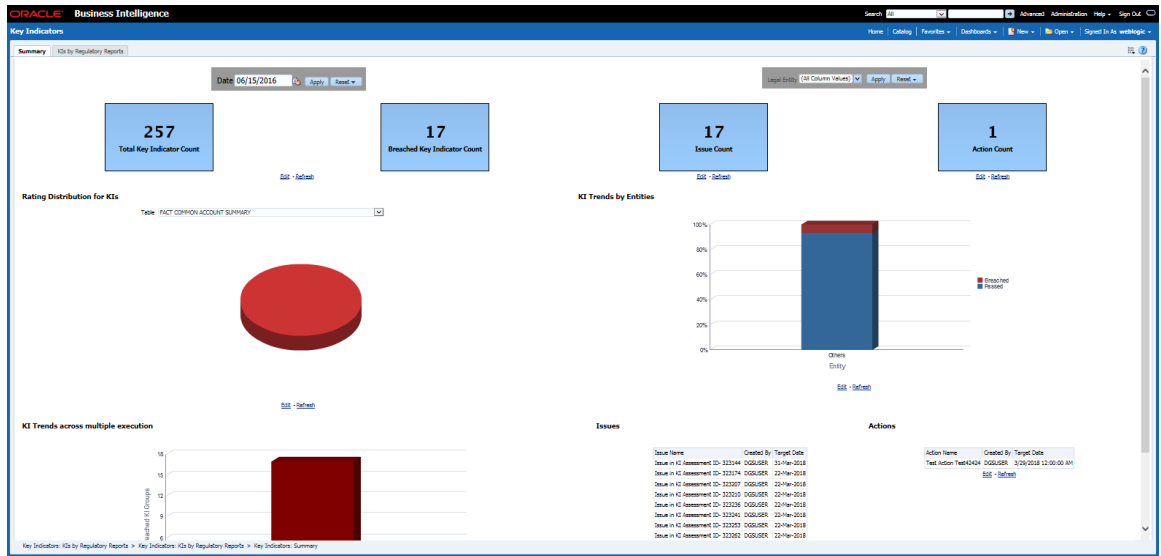 ORACLE Business Intelligence
Search All Advanced Administration Help Sign Out
Key Indicators
Home Catalog Favorites Dashboards New Open Signed In As weblogic
Summary KIs by Regulatory Reports
Date 06/15/2016 Apply Reset
Legal Entity (All Column Values) Apply Reset
257
Total Key Indicator Count
17
Breached Key Indicator Count
17
Issue Count
1
Action Count
Edit - Refresh
Edit - Refresh
Edit - Refresh
Rating Distribution for KIs
Table FACT COMMON ACCOUNT SUMMARY
Edit - Refresh
KI Trends by Entities
100%
80%
60%
40%
20%
0%
Others
Entity
Breached
Passed
Edit - Refresh
KI Trends across multiple execution
18
15
12
9
6
eached KI Groups
Issues
Issue Name Created By Target Date
Issue in KI Assessment ID- 323144 DGSUSER 31-Mar-2018
Issue in KI Assessment ID- 323174 DGSUSER 22-Mar-2018
Issue in KI Assessment ID- 323207 DGSUSER 22-Mar-2018
Issue in KI Assessment ID- 323210 DGSUSER 22-Mar-2018
Issue in KI Assessment ID- 323236 DGSUSER 22-Mar-2018
Issue in KI Assessment ID- 323241 DGSUSER 22-Mar-2018
Issue in KI Assessment ID- 323253 DGSUSER 22-Mar-2018
Issue in KI Assessment ID- 323262 DGSUSER 22-Mar-2018
Actions
Action Name Created By Target Date
Test Action Test42424 DGSUSER 3/29/2018 12:00:00 AM
Edit - Refresh
Key Indicators: KIs by Regulatory Reports > Key Indicators: KIs by Regulatory Reports > Key Indicators: Summary